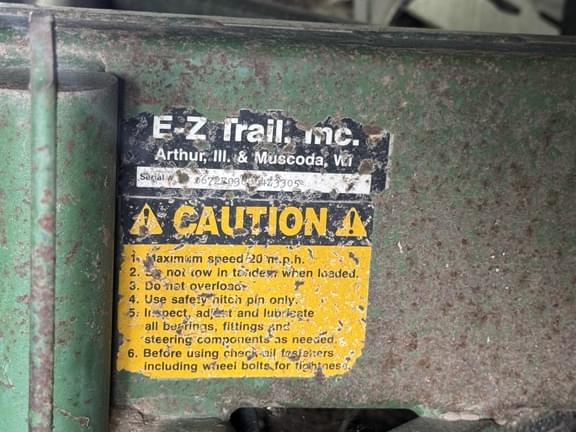 E-Z Trail, Inc.
Arthur, Ill. & Muscoda, WI
Serial #
CAUTION
1. Maximum speed 20 m.p.h.
2. Do not tow in tandem when loaded.
3. Do not overload.
4. Use safety hitch pin only.
5. Inspect, adjust and lubricate
all bearings, fittings and
steering components as needed.
6. Before using check all fasteners
including wheel bolts for tightness.